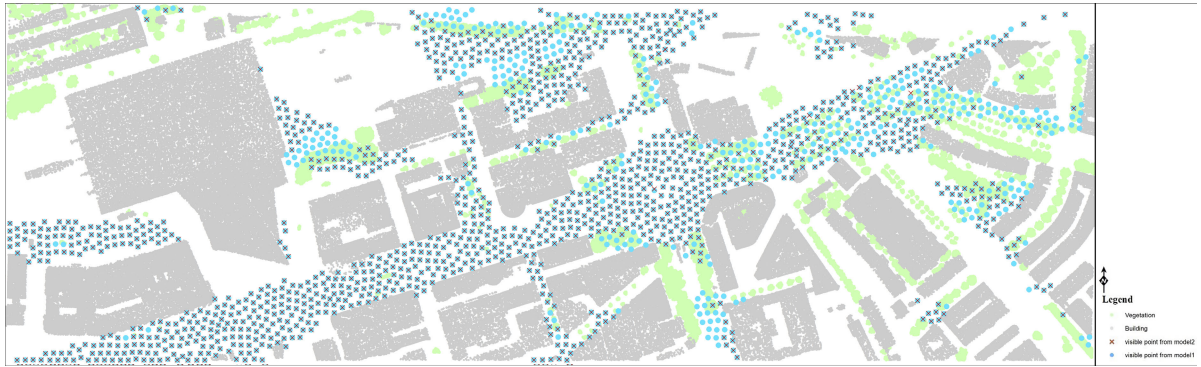 N
Legend
Vegetation
Building
visible point from model2
visible point from model1